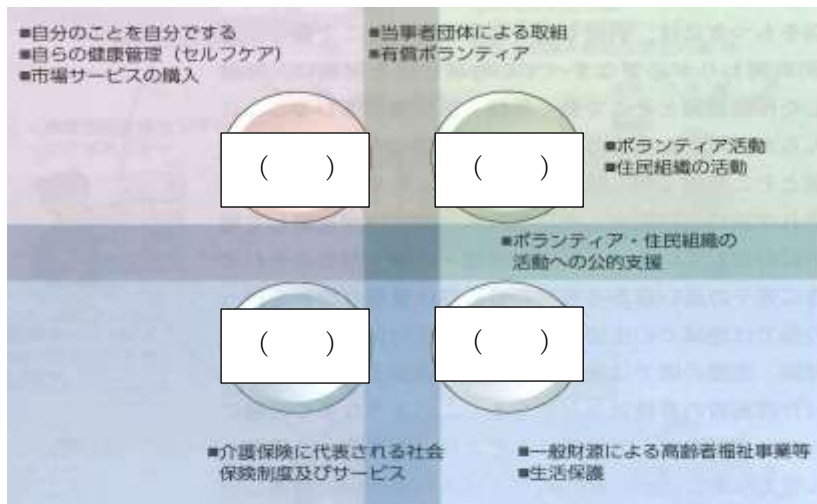 ■自分のことを自分でする
■自らの健康管理（セルフケア）
■市場サービスの購入
■当事者団体による取組
■有償ボランティア
（　　）
（　　）
■ボランティア活動
■住民組織の活動
■ボランティア・住民組織の
活動への公的支援
（　　）
（　　）
■介護保険に代表される社会
保険制度及びサービス
■一般財源による高齢者福祉事業等
■生活保護